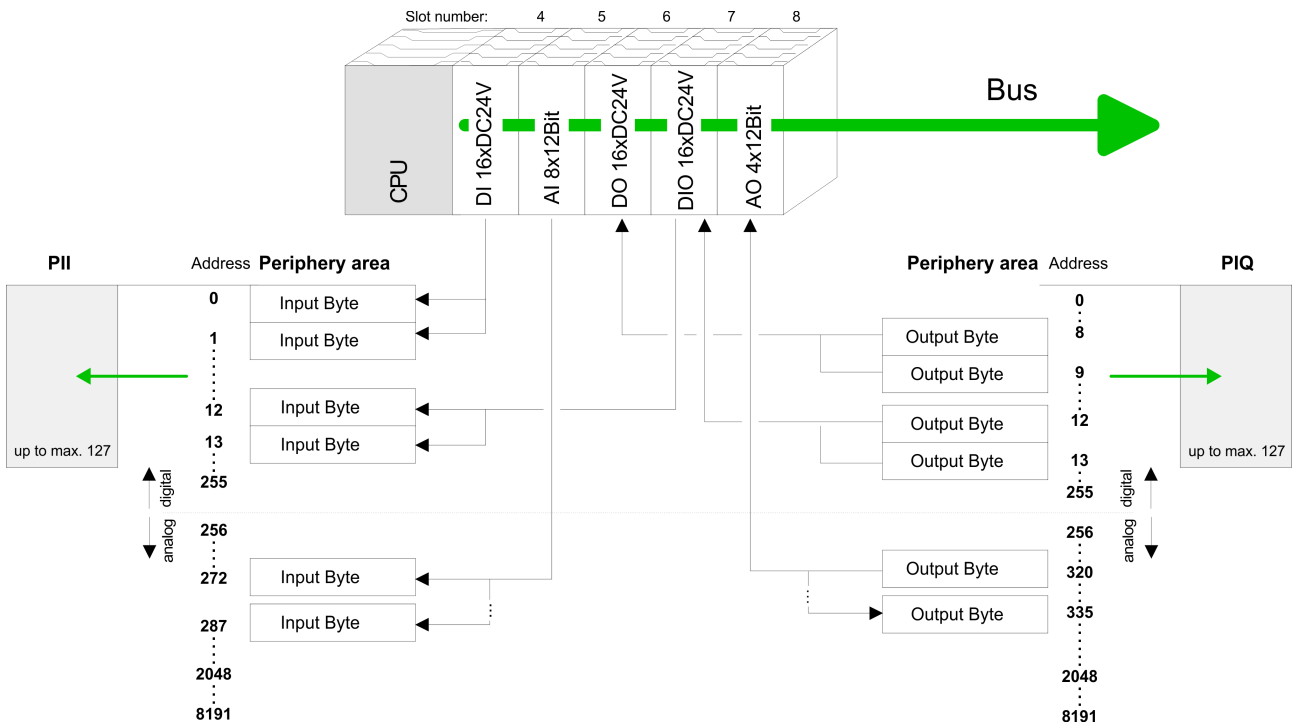 Slot number: 4 5 6 7 8
CPU
DI 16xDC24V
AI 8x12Bit
DO 16xDC24V
DIO 16xDC24V
AO 4x12Bit
Bus
PII
Address Periphery area
0 Input Byte
1 Input Byte
12 Input Byte
13 Input Byte
255
up to max. 127
digital
analog
256
272 Input Byte
287 Input Byte
2048
8191
Periphery area Address
PIQ
0
Output Byte 8
Output Byte 9
Output Byte 12
Output Byte 13
255
up to max. 127
digital
analog
256
Output Byte 320
Output Byte 335
2048
8191